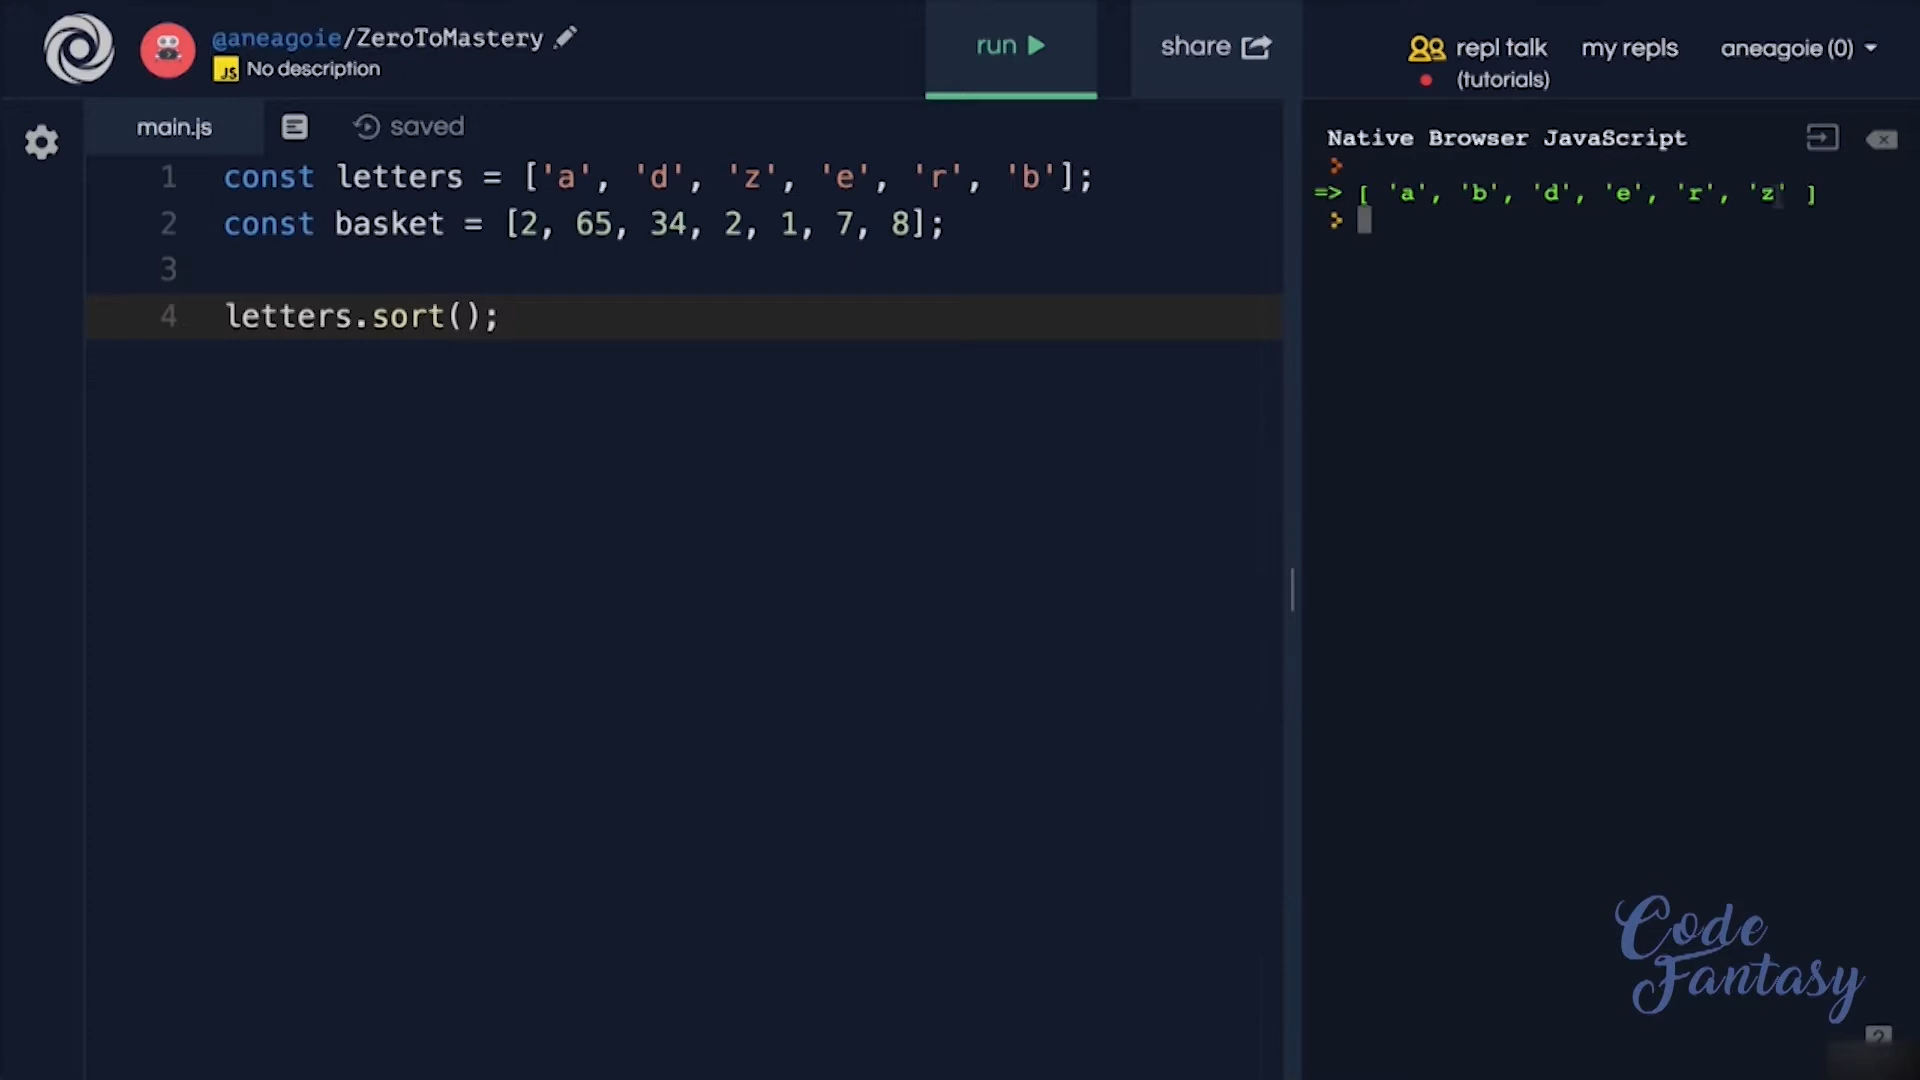 @aneagoie/ZeroToMastery
JS No description
run
share
repl talk
(tutorials)
my repls
aneagoie (0)
main.js
saved
1 const letters = ['a', 'd', 'z', 'e', 'r', 'b'];
2 const basket = [2, 65, 34, 2, 1, 7, 8];
3
4 letters.sort();
Native Browser JavaScript
=> [ 'a', 'b', 'd', 'e', 'r', 'z' ]
Code
Fantasy
?